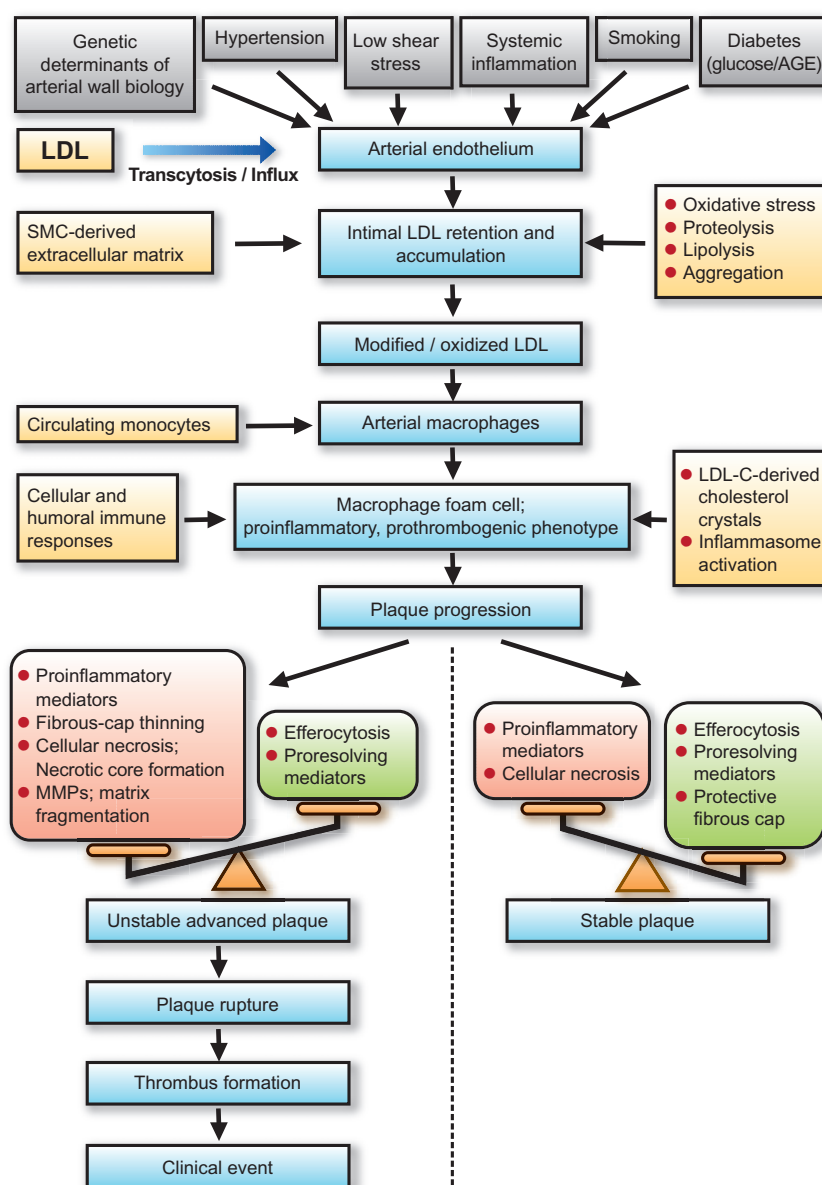 Genetic
determinants of
arterial wall biology
Hypertension
Low shear
stress
Systemic
inflammation
Smoking
Diabetes
(glucose/AGE)
LDL
Transcytosis / Influx
Arterial endothelium
SMC-derived
extracellular matrix
Intimal LDL retention and
accumulation
Oxidative stress
Proteolysis
Lipolysis
Aggregation
Modified / oxidized LDL
Circulating monocytes
Arterial macrophages
Cellular and
humoral immune
responses
Macrophage foam cell;
proinflammatory, prothrombogenic phenotype
LDL-C-derived
cholesterol
crystals
Inflammasome
activation
Plaque progression
Proinflammatory
mediators
Fibrous-cap thinning
Cellular necrosis;
Necrotic core formation
MMPs; matrix
fragmentation
Efferocytosis
Proresolving
mediators
Proinflammatory
mediators
Cellular necrosis
Efferocytosis
Proresolving
mediators
Protective
fibrous cap
Unstable advanced plaque
Stable plaque
Plaque rupture
Thrombus formation
Clinical event